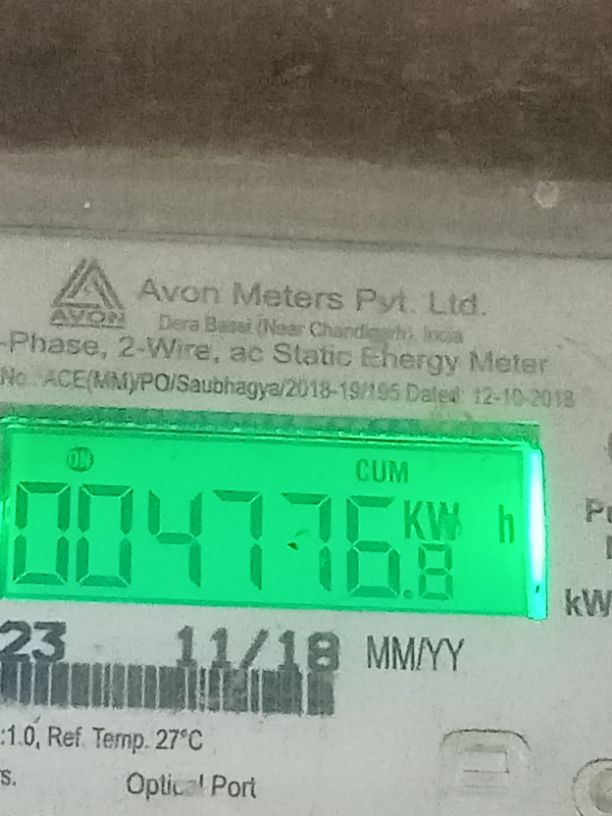 AVON
Avon Meters Pvt. Ltd.
Dera Bassi (Near Chandigarh), India
-Phase, 2-Wire, ac Static Energy Meter
No.: ACE(MM)/PO/Saubhagya/2018-19/195 Dated: 12-10-2018
ON
CUM
004776.8 KW h
kW
23 11/18 MM/YY
:1.0, Ref. Temp. 27°C
s. Optical Port